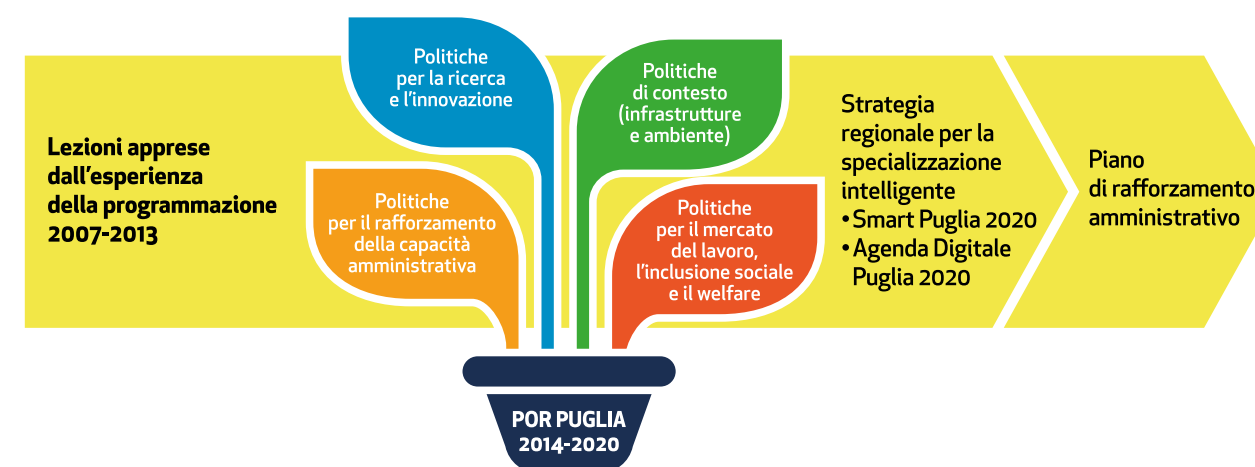 Lezioni apprese
dall'esperienza
della programmazione
2007-2013
Politiche
per la ricerca
e l'innovazione
Politiche
di contesto
(infrastrutture
e ambiente)
Politiche
per il rafforzamento
della capacità
amministrativa
Politiche
per il mercato
del lavoro,
l'inclusione sociale
e il welfare
Strategia
regionale per la
specializzazione
intelligente
• Smart Puglia 2020
• Agenda Digitale
Puglia 2020
Piano
di rafforzamento
amministrativo
POR PUGLIA
2014-2020